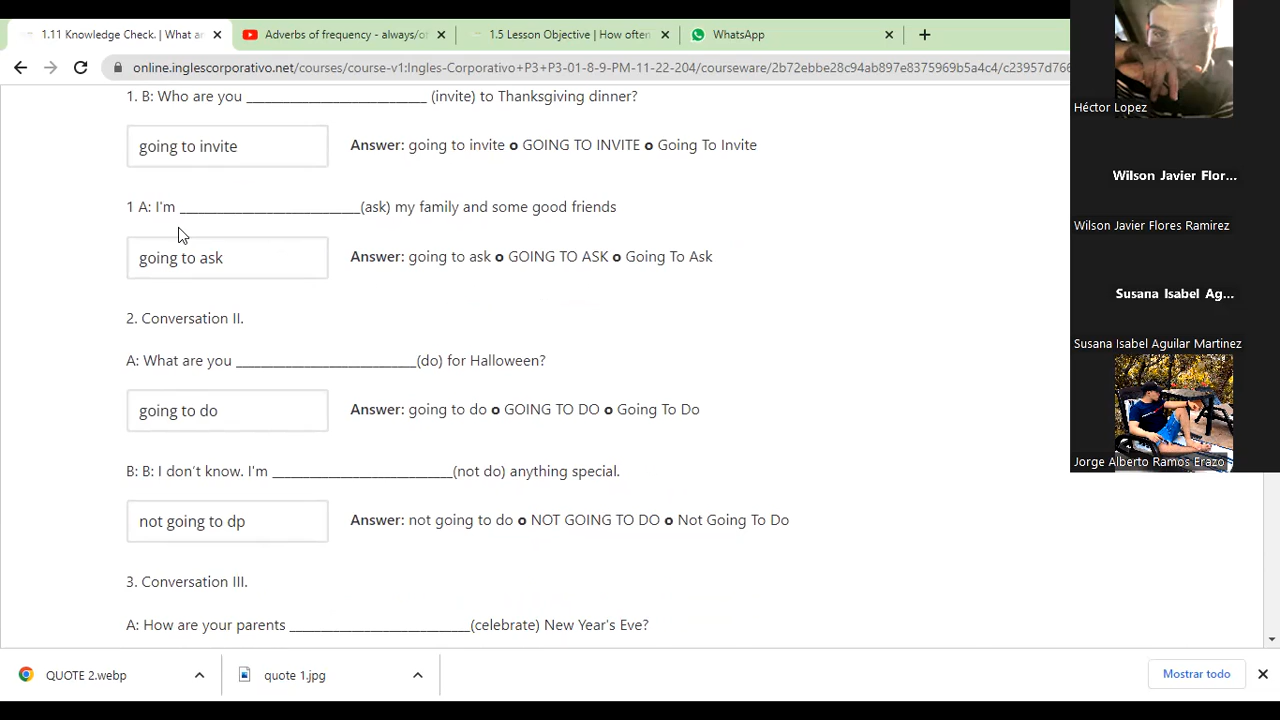 1.11 Knowledge Check. | What ar
Adverbs of frequency - always/of
1.5 Lesson Objective | How often
WhatsApp
online.inglescorporativo.net/courses/course-v1:Ingles-Corporativo+P3+P3-01-8-9-PM-11-22-204/courseware/2b72ebbe28c94ab897e8375969b5a4c4/c23957d766
1. B: Who are you ____________________________ (invite) to Thanksgiving dinner?
going to invite
Answer: going to invite o GOING TO INVITE o Going To Invite
1 A: I'm ____________________________(ask) my family and some good friends
going to ask
Answer: going to ask o GOING TO ASK o Going To Ask
2. Conversation II.
A: What are you ____________________________(do) for Halloween?
going to do
Answer: going to do o GOING TO DO o Going To Do
B: B: I don't know. I'm ____________________________(not do) anything special.
not going to dp
Answer: not going to do o NOT GOING TO DO o Not Going To Do
3. Conversation III.
A: How are your parents ____________________________(celebrate) New Year's Eve?
QUOTE 2.webp
quote 1.jpg
Mostrar todo
Héctor Lopez
Wilson Javier Flor...
Wilson Javier Flores Ramirez
Susana Isabel Ag...
Susana Isabel Aguilar Martinez
Jorge Alberto Ramos Erazo